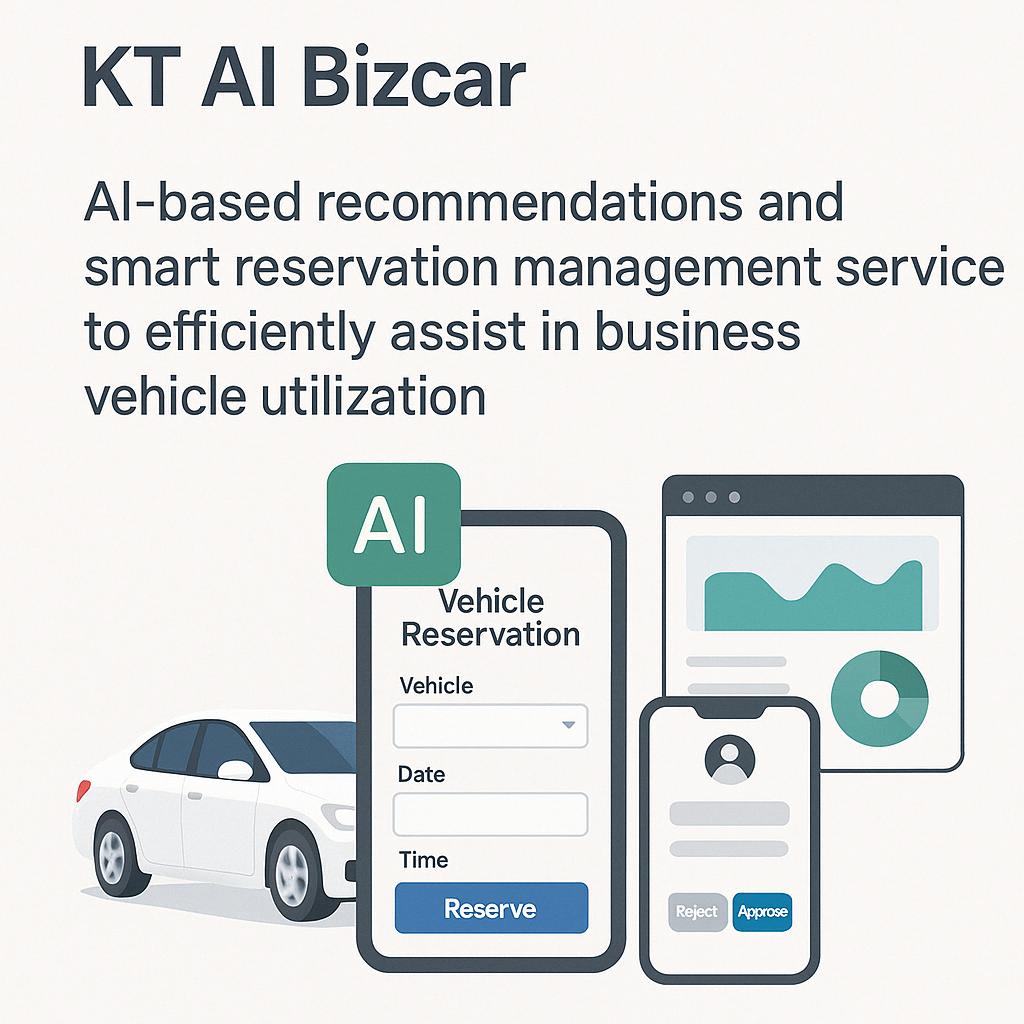 KT AI Bizcar
AI-based recommendations and
smart reservation management service
to efficiently assist in business
vehicle utilization
AI
Vehicle
Reservation
Vehicle
Date
Time
Reserve
Reject
Approse